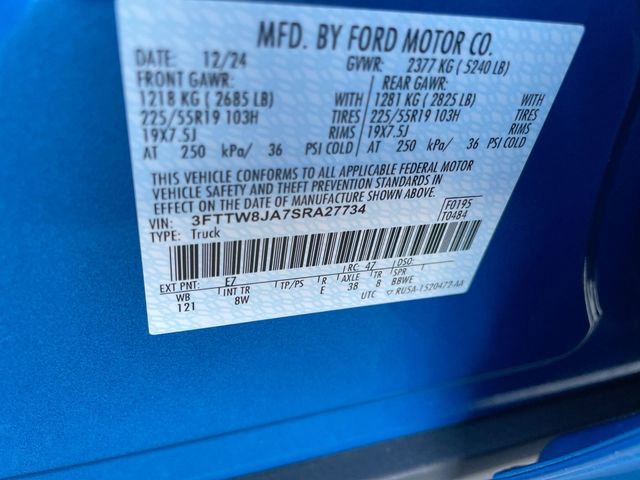 MFD. BY FORD MOTOR CO.
DATE: 12/24 GVWR: 2377 KG ( 5240 LB)
FRONT GAWR: REAR GAWR:
1218 KG ( 2685 LB) WITH 1281 KG ( 2825 LB) WITH
225/55R19 103H TIRES 225/55R19 103H TIRES
19X7.5J RIMS 19X7.5J RIMS
AT 250 kPa/ 36 PSI COLD AT 250 kPa/ 36 PSI COLD
THIS VEHICLE CONFORMS TO ALL APPLICABLE FEDERAL MOTOR
VEHICLE SAFETY AND THEFT PREVENTION STANDARDS IN
EFFECT ON THE DATE OF MANUFACTURE SHOWN ABOVE.
VIN: 3FTTW8JA7SRA27734 F0195
TYPE: Truck T0484
EXT PNT: E7 RC: 47 DSO:
WB INT TR TP/PS R AXLE TR SPR
121 8W E 38 8 BBWE
UTC RU5A-1520472-AA